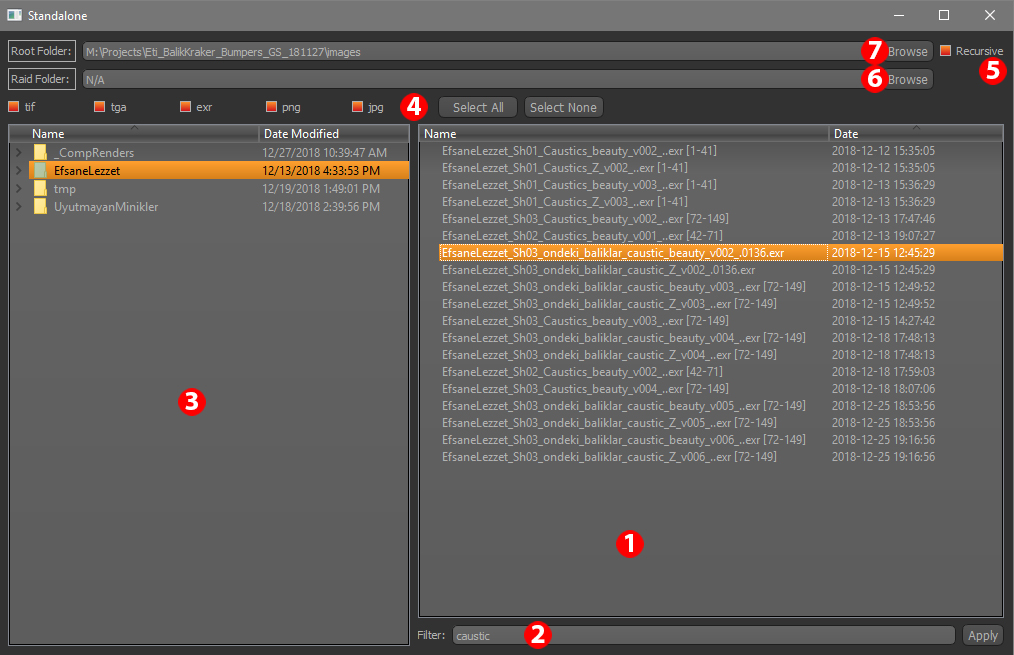 Standalone
Root Folder: M:\Projects\Eti_BalikKraker_Bumpers_GS_181127\images 7 Browse Recursive
Raid Folder: N/A 6 Browse 5
tif tga exr png jpg 4 Select All Select None
Name Date Modified
_CompRenders 12/27/2018 10:39:47 AM
EfsaneLezzet 12/13/2018 4:33:53 PM
tmp 12/19/2018 1:49:01 PM
UyutmayanMinikler 12/18/2018 2:39:56 PM
3
Name Date
EfsaneLezzet_Sh01_Caustics_beauty_v002_..exr [1-41] 2018-12-12 15:35:05
EfsaneLezzet_Sh01_Caustics_Z_v002_..exr [1-41] 2018-12-12 15:35:05
EfsaneLezzet_Sh01_Caustics_beauty_v003_..exr [1-41] 2018-12-13 15:36:29
EfsaneLezzet_Sh01_Caustics_Z_v003_..exr [1-41] 2018-12-13 15:36:29
EfsaneLezzet_Sh03_Caustics_beauty_v002_..exr [72-149] 2018-12-13 17:47:46
EfsaneLezzet_Sh02_Caustics_beauty_v001_..exr [42-71] 2018-12-13 19:07:27
EfsaneLezzet_Sh03_ondeki_baliklar_caustic_beauty_v002_.0136.exr 2018-12-15 12:45:29
EfsaneLezzet_Sh03_ondeki_baliklar_caustic_Z_v002_.0136.exr 2018-12-15 12:45:29
EfsaneLezzet_Sh03_ondeki_baliklar_caustic_beauty_v003_..exr [72-149] 2018-12-15 12:49:52
EfsaneLezzet_Sh03_ondeki_baliklar_caustic_Z_v003_..exr [72-149] 2018-12-15 12:49:52
EfsaneLezzet_Sh03_Caustics_beauty_v003_..exr [72-149] 2018-12-15 14:27:42
EfsaneLezzet_Sh03_ondeki_baliklar_caustic_beauty_v004_..exr [72-149] 2018-12-18 17:48:13
EfsaneLezzet_Sh03_ondeki_baliklar_caustic_Z_v004_..exr [72-149] 2018-12-18 17:48:13
EfsaneLezzet_Sh02_Caustics_beauty_v002_..exr [42-71] 2018-12-18 17:59:03
EfsaneLezzet_Sh03_Caustics_beauty_v004_..exr [72-149] 2018-12-18 18:07:06
EfsaneLezzet_Sh03_ondeki_baliklar_caustic_beauty_v005_..exr [72-149] 2018-12-25 18:53:56
EfsaneLezzet_Sh03_ondeki_baliklar_caustic_Z_v005_..exr [72-149] 2018-12-25 18:53:56
EfsaneLezzet_Sh03_ondeki_baliklar_caustic_beauty_v006_..exr [72-149] 2018-12-25 19:16:56
EfsaneLezzet_Sh03_ondeki_baliklar_caustic_Z_v006_..exr [72-149] 2018-12-25 19:16:56
1
Filter: caustic 2 Apply